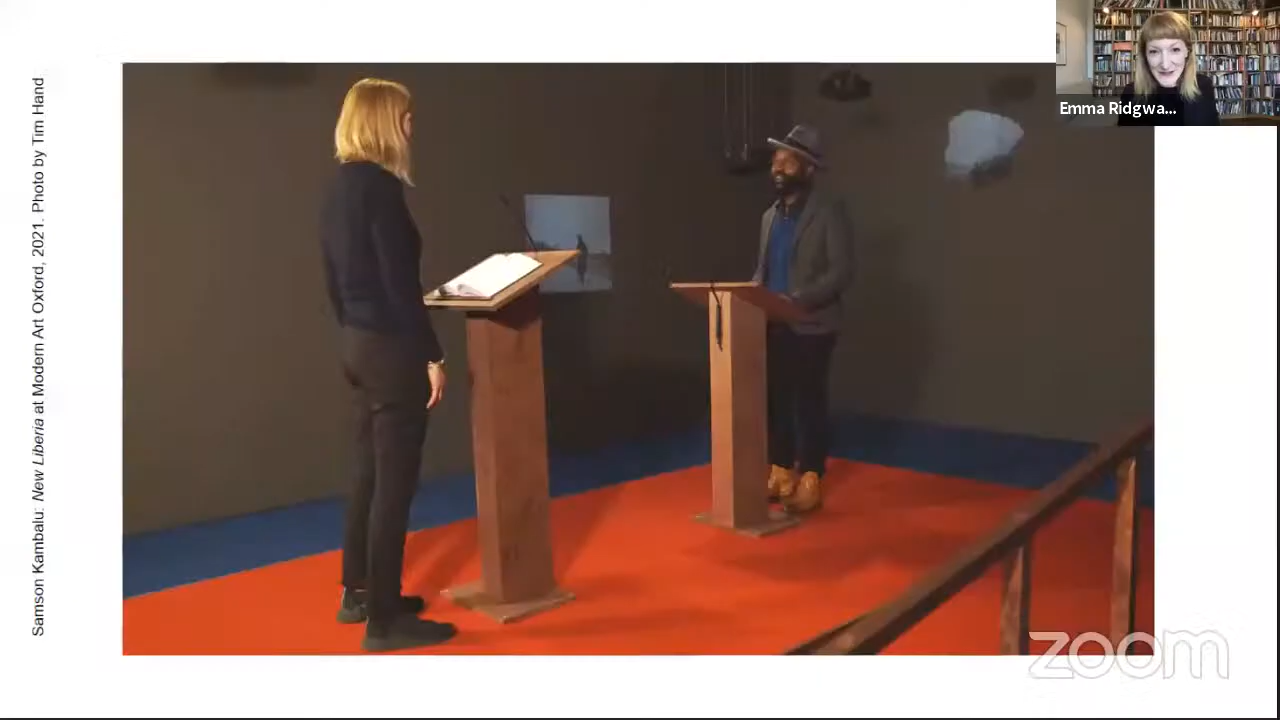 Samson Kambalu: New Liberia at Modern Art Oxford, 2021. Photo by Tim Hand
Emma Ridgwa...
zoom